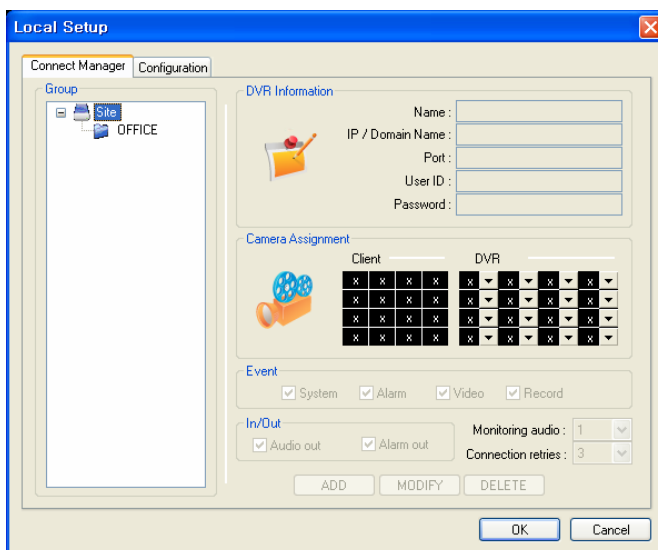 Local Setup
Connect Manager
Configuration
Group
Site
OFFICE
DVR Information
Name :
IP / Domain Name :
Port :
User ID :
Password :
Camera Assignment
Client
DVR
x x x x x x x x
x x x x x x x x
x x x x x x x x
x x x x x x x x
Event
System Alarm Video Record
In/Out
Audio out Alarm out
Monitoring audio : 1
Connection retries : 3
ADD MODIFY DELETE
OK Cancel